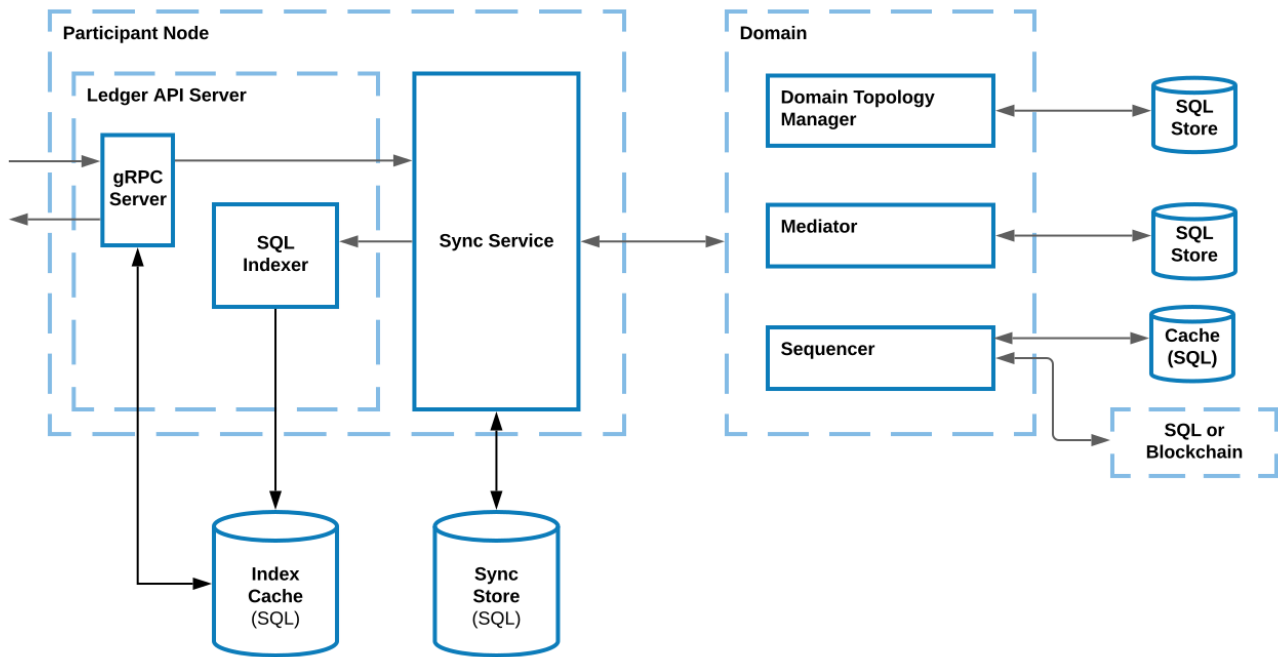 Participant Node
Ledger API Server
gRPC
Server
SQL
Indexer
Sync Service
Index
Cache
(SQL)
Sync
Store
(SQL)
Domain
Domain Topology
Manager
SQL
Store
Mediator
SQL
Store
Sequencer
Cache
(SQL)
SQL or
Blockchain